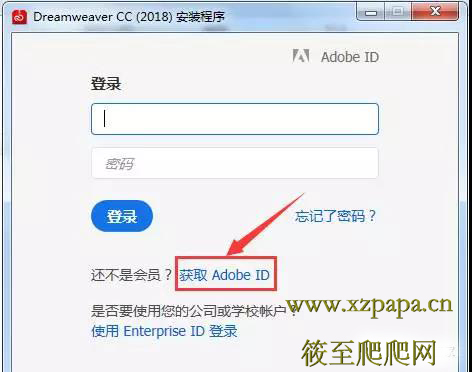 Dreamweaver CC (2018) 安装程序
Adobe ID
登录
密码
登录
忘记了密码？
还不是会员？获取 Adobe ID
是否要使用您的公司或学校帐户？
使用 Enterprise ID 登录
www.xzpapa.cn
筱至爬爬网